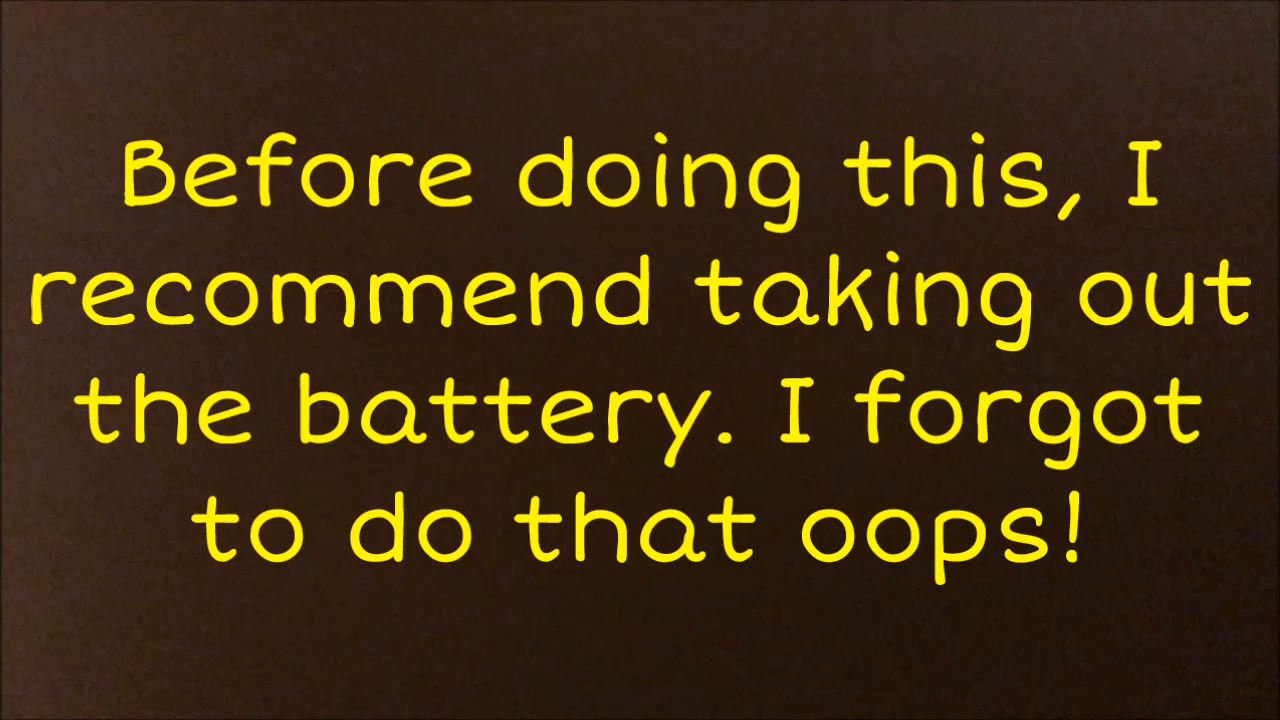 Before doing this, I
recommend taking out
the battery. I forgot
to do that oops!